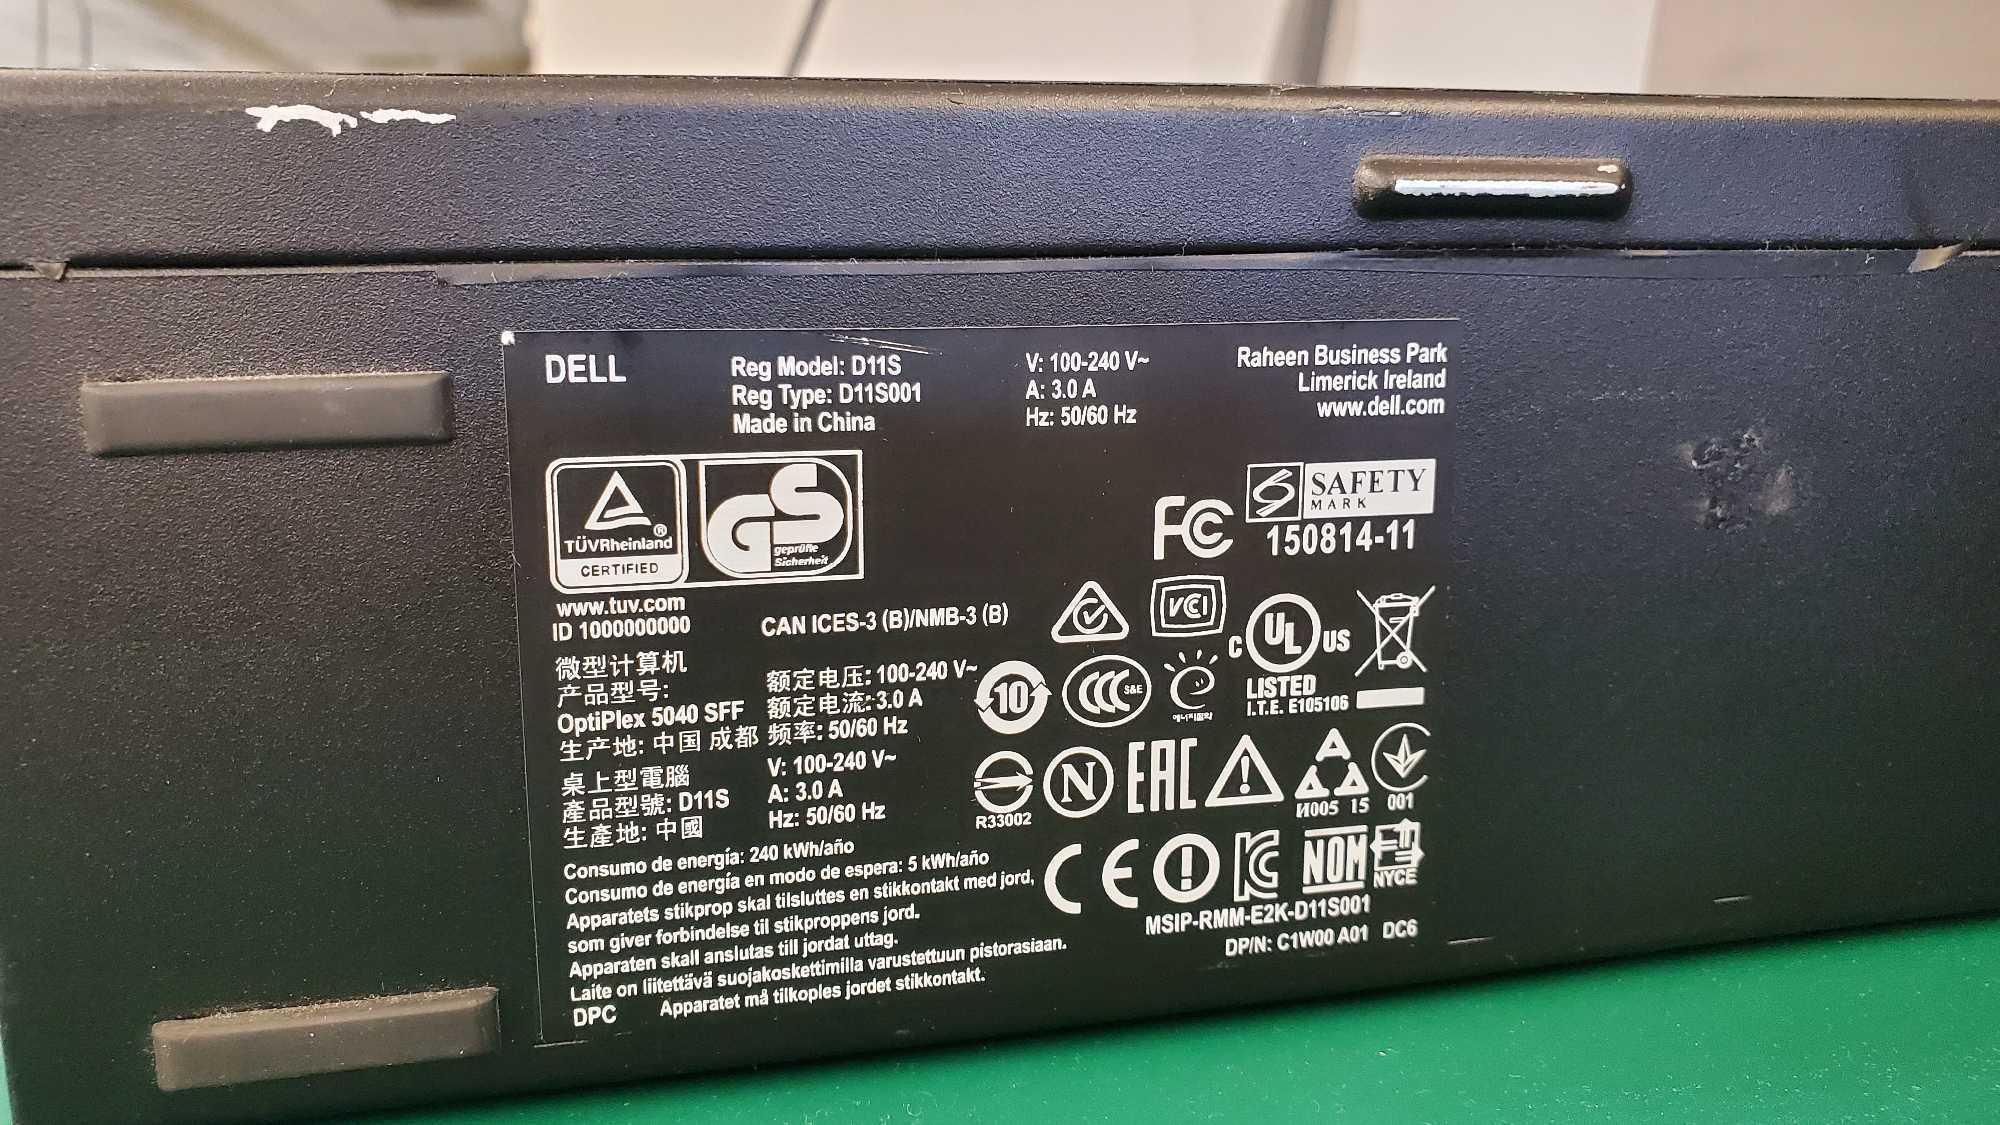 DELL
Reg Model: D11S
Reg Type: D11S001
Made in China
V: 100-240 V~
A: 3.0 A
Hz: 50/60 Hz
Raheen Business Park
Limerick Ireland
www.dell.com
TÜVRheinland ®
CERTIFIED
GS
geprüfte
Sicherheit
www.tuv.com
ID 1000000000
CAN ICES-3 (B)/NMB-3 (B)
FC
SAFETY
MARK
150814-11
VCI
C UL US
LISTED
I.T.E. E105106
微型计算机
产品型号:
OptiPlex 5040 SFF
生产地: 中国 成都
额定电压: 100-240 V~
额定电流: 3.0 A
频率: 50/60 Hz
10
CCC S&E
에너지절약
桌上型電腦
產品型號: D11S
生產地: 中國
V: 100-240 V~
A: 3.0 A
Hz: 50/60 Hz
R33002
N
EAC
И005 15
001
Consumo de energía: 240 kWh/año
Consumo de energía en modo de espera: 5 kWh/año
Apparatets stikprop skal tilsluttes en stikkontakt med jord,
som giver forbindelse til stikproppens jord.
Apparaten skall anslutas till jordat uttag.
Laite on liitettävä suojakoskettimilla varustettuun pistorasiaan.
DPC Apparatet må tilkoples jordet stikkontakt.
CE
KC
NOM
NYCE
MSIP-RMM-E2K-D11S001
DP/N: C1W00 A01 DC6